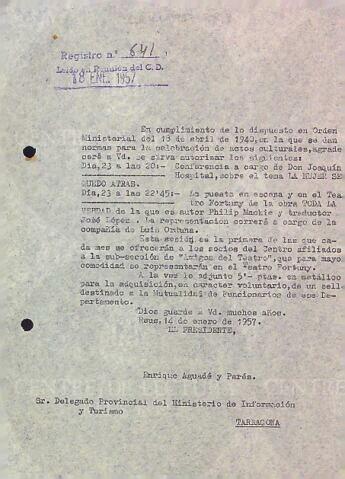 Registro n.º 641
Leído en Reunión del C. D.
18 ENE. 1957
En cumplimiento de lo dispuesto en Orden
Ministerial del 18 de abril de 1940, en la que se dan
normas para la celebración de actos culturales, agrade
ceré a Vd. se sirva autorizar los siguientes:
Día, 23 a las 20:- Conferencia a cargo de Don Joaquín
Hospital, sobre el tema LA MUJER SE
QUEDO ATRAS.
Día, 23 a las 22'45:- La puesta en escena y en el Tea
tro Fortuny de la obra TODA LA
VERDAD de la que es autor Philip Mackie y traductor
José López. La representación correrá a cargo de la
compañía de Luis Orduna.
Esta sesión es la primera de las que ca
da mes se ofrecerán a los socios del Centro afiliados
a la sub-sección de "Amigos del Teatro", que para mayor
comodidad se representarán en el Teatro Fortuny.
A la vez le adjunto 5'- ptas. en metálico
para la adquisición, en caracter voluntario, de un sello
destinado a la Mutualidad de Funcionarios de ese De-
partamento.
Dios guarde a Vd. muchos años.
Reus, 14 de enero de 1957.
EL PRESIDENTE,
Enrique Aguadé y Parés.
Sr. Delegado Provincial del Ministerio de Información
y Turismo
TARRAGONA